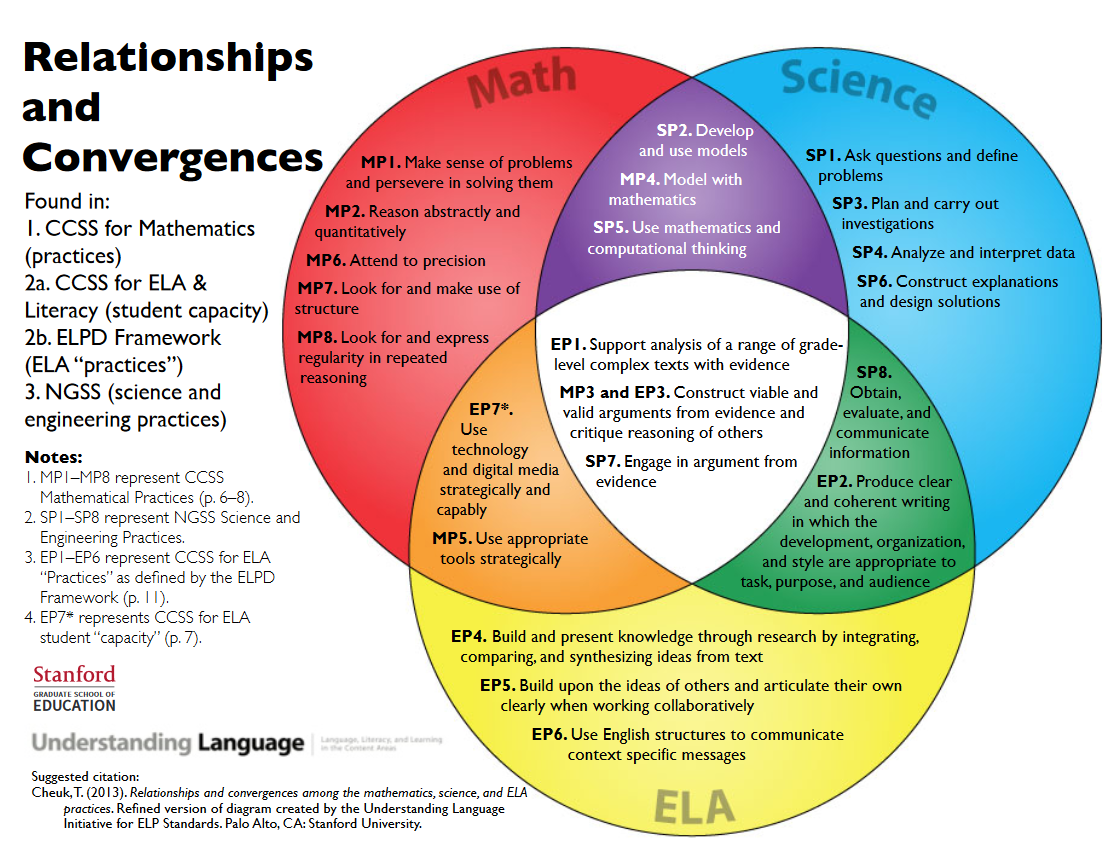 Relationships
and
Convergences
Found in:
1. CCSS for Mathematics
(practices)
2a. CCSS for ELA &
Literacy (student capacity)
2b. ELPD Framework
(ELA “practices”)
3. NGSS (science and
engineering practices)
Notes:
1. MP1–MP8 represent CCSS
Mathematical Practices (p. 6–8).
2. SP1–SP8 represent NGSS Science and
Engineering Practices.
3. EP1–EP6 represent CCSS for ELA
“Practices” as defined by the ELPD
Framework (p. 11).
4. EP7* represents CCSS for ELA
student “capacity” (p. 7).
Stanford
GRADUATE SCHOOL OF
EDUCATION
Understanding Language
Language, Literacy, and Learning
in the Content Areas
Suggested citation:
Cheuk, T. (2013). Relationships and convergences among the mathematics, science, and ELA
practices. Refined version of diagram created by the Understanding Language
Initiative for ELP Standards. Palo Alto, CA: Stanford University.
Math
MP1. Make sense of problems
and persevere in solving them
MP2. Reason abstractly and
quantitatively
MP6. Attend to precision
MP7. Look for and make use of
structure
MP8. Look for and express
regularity in repeated
reasoning
SP2. Develop
and use models
MP4. Model with
mathematics
SP5. Use mathematics and
computational thinking
Science
SP1. Ask questions and define
problems
SP3. Plan and carry out
investigations
SP4. Analyze and interpret data
SP6. Construct explanations
and design solutions
EP1. Support analysis of a range of grade-
level complex texts with evidence
MP3 and EP3. Construct viable and
valid arguments from evidence and
critique reasoning of others
SP7. Engage in argument from
evidence
EP7*.
Use
technology
and digital media
strategically and
capably
MP5. Use appropriate
tools strategically
SP8.
Obtain,
evaluate, and
communicate
information
EP2. Produce clear
and coherent writing
in which the
development, organization,
and style are appropriate to
task, purpose, and audience
EP4. Build and present knowledge through research by integrating,
comparing, and synthesizing ideas from text
EP5. Build upon the ideas of others and articulate their own
clearly when working collaboratively
EP6. Use English structures to communicate
context specific messages
ELA